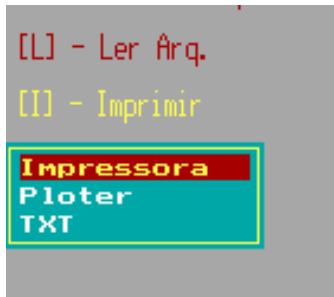 [L] - Ler Arq.
[I] - Imprimir
Impressora
Ploter
TXT